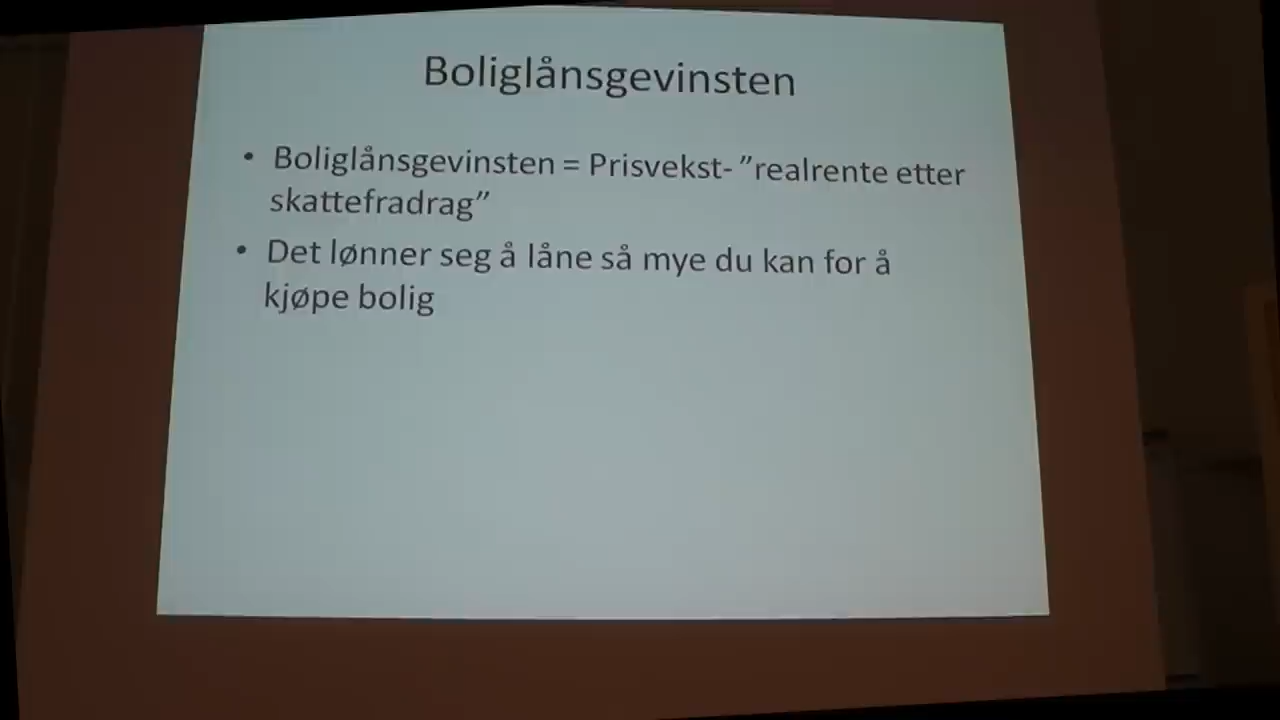 Boliglånsgevinsten
• Boliglånsgevinsten = Prisvekst- ”realrente etter
skattefradrag”
• Det lønner seg å låne så mye du kan for å
kjøpe bolig